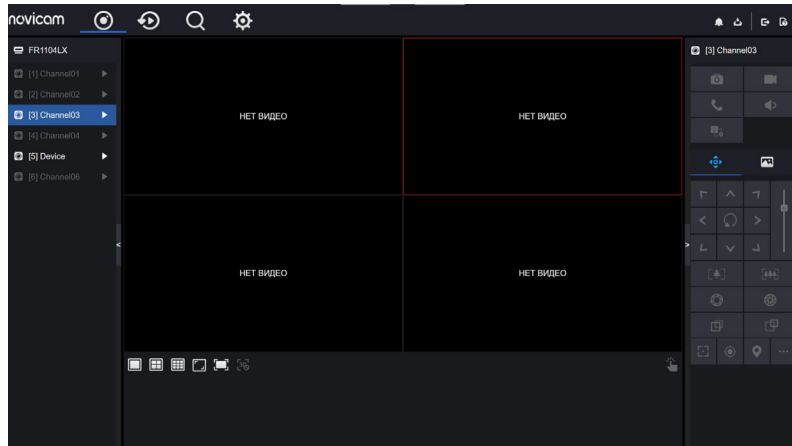 novicam
FR1104LX
[3] Channel03
[1] Channel01
[2] Channel02
[3] Channel03
[4] Channel04
[5] Device
[6] Channel06
НЕТ ВИДЕО
НЕТ ВИДЕО
НЕТ ВИДЕО
НЕТ ВИДЕО